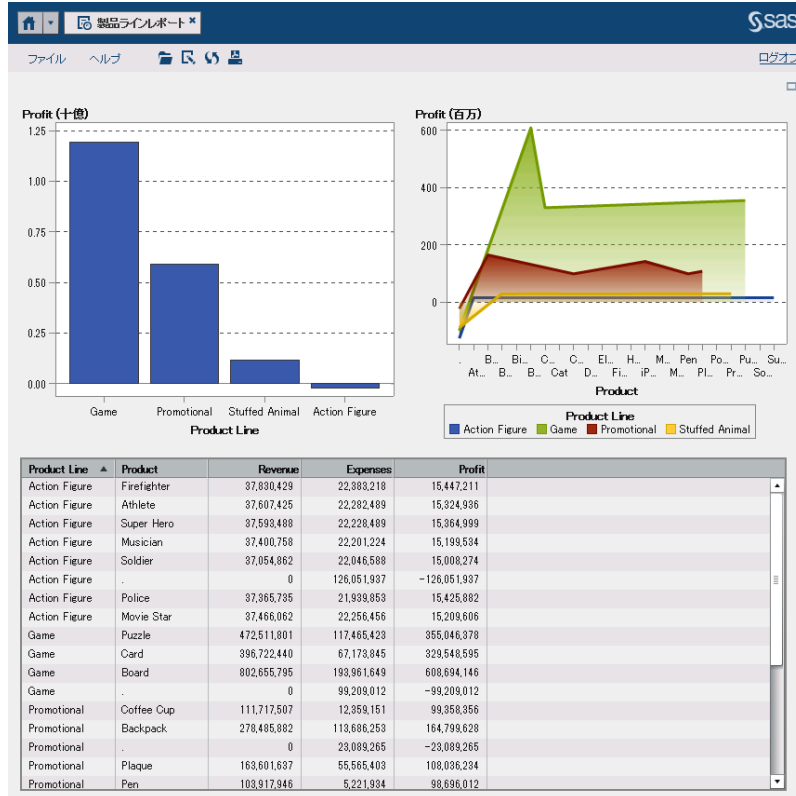 製品ラインレポート
sas
ファイル ヘルプ
ログオフ
Profit (十億)
1.25
1.00
0.75
0.50
0.25
0.00
Game Promotional Stuffed Animal Action Figure
Product Line
Profit (百万)
600
400
200
0
. B... Bi... C... C... El... H... M... Pen Po... Pu... Su...
At... B... B... Cat D... Fi... iP... M... Pl... Pr... So...
Product
Product Line
Action Figure Game Promotional Stuffed Animal
Product Line Product Revenue Expenses Profit
Action Figure Firefighter 37,830,429 22,383,218 15,447,211
Action Figure Athlete 37,607,425 22,282,489 15,324,936
Action Figure Super Hero 37,593,488 22,228,489 15,364,999
Action Figure Musician 37,400,758 22,201,224 15,199,534
Action Figure Soldier 37,054,862 22,046,588 15,008,274
Action Figure . 0 126,051,937 -126,051,937
Action Figure Police 37,365,735 21,939,853 15,425,882
Action Figure Movie Star 37,466,062 22,256,456 15,209,606
Game Puzzle 472,511,801 117,465,423 355,046,378
Game Card 396,722,440 67,173,845 329,548,595
Game Board 802,655,795 193,961,649 608,694,146
Game . 0 99,209,012 -99,209,012
Promotional Coffee Cup 111,717,507 12,359,151 99,358,356
Promotional Backpack 278,485,882 113,686,253 164,799,628
Promotional . 0 23,089,265 -23,089,265
Promotional Plaque 163,601,637 55,565,403 108,036,234
Promotional Pen 103,917,946 5,221,934 98,696,012